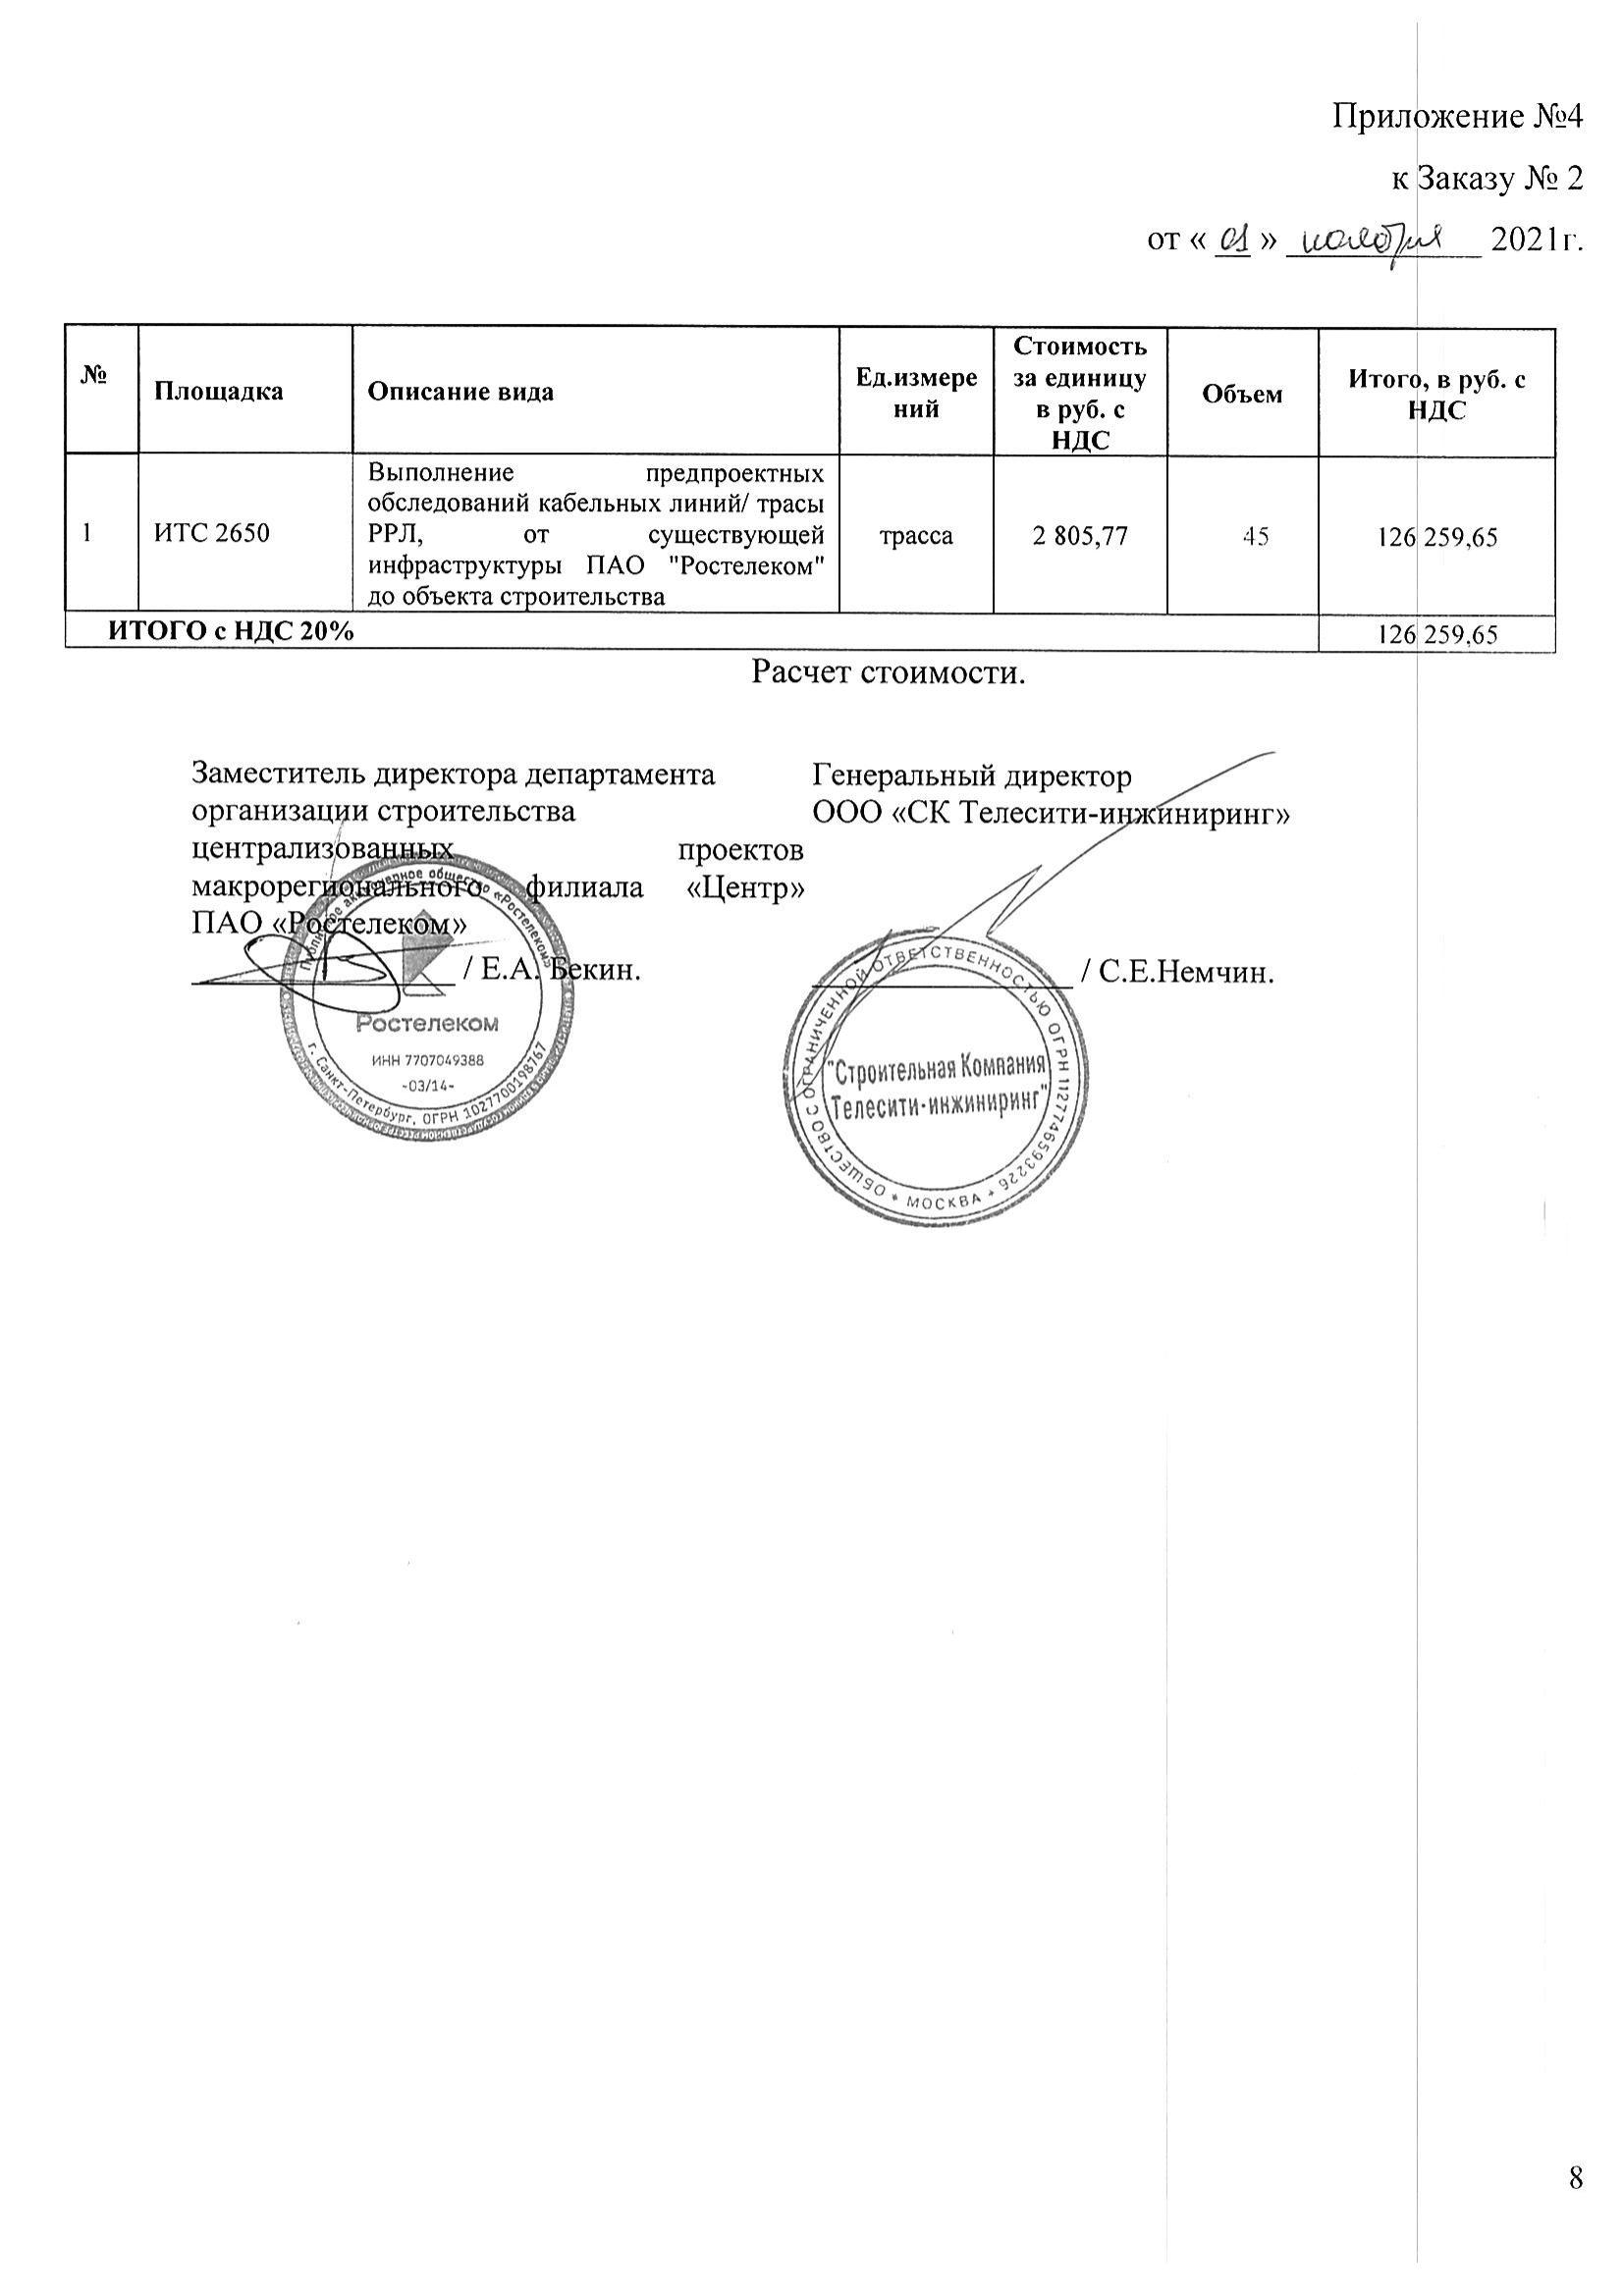 Приложение №4
к Заказу № 2
от « 01 » ноября 2021г.
№
Площадка
Описание вида
Ед.измере
ний
Стоимость
за единицу
в руб. с
НДС
Объем
Итого, в руб. с
НДС
1
ИТС 2650
Выполнение предпроектных
обследований кабельных линий/ трасы
РРЛ, от существующей
инфраструктуры ПАО "Ростелеком"
до объекта строительства
трасса
2 805,77
45
126 259,65
ИТОГО с НДС 20%
126 259,65
Расчет стоимости.
Заместитель директора департамента
организации строительства
централизованных проектов
макрорегионального филиала «Центр»
ПАО «Ростелеком»
/ Е.А. Бекин.
Генеральный директор
ООО «СК Телесити-инжиниринг»
/ С.Е.Немчин.
Публичное акционерное общество «Ростелеком»
Ростелеком
ИНН 7707049388
-03/14-
г. Санкт-Петербург, ОГРН 1027700198767
ОБЩЕСТВО С ОГРАНИЧЕННОЙ ОТВЕТСТВЕННОСТЬЮ ОГРН 1127746593226
"Строительная Компания
Телесити-инжиниринг"
* МОСКВА *
8